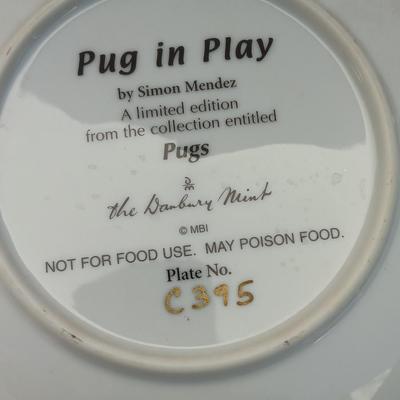 Pug in Play
by Simon Mendez
A limited edition
from the collection entitled
Pugs
the Danbury Mint
© MBI
NOT FOR FOOD USE. MAY POISON FOOD.
Plate No.
C395